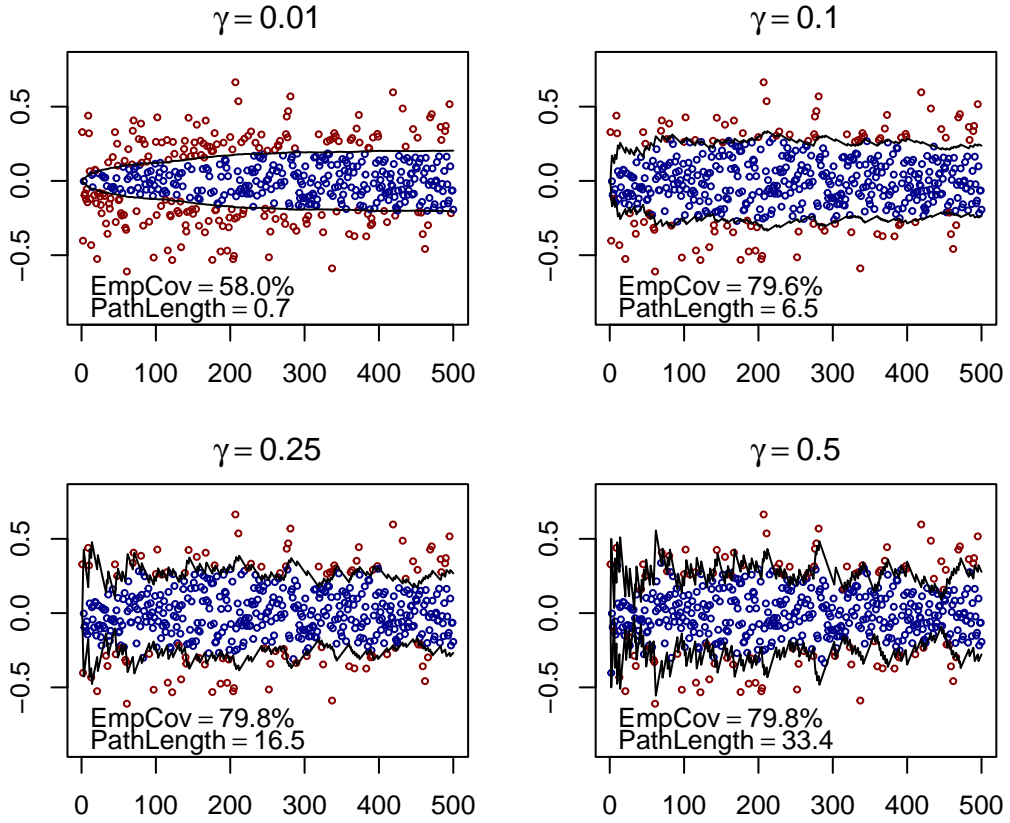 γ = 0.01
0.5
0.0
−0.5
EmpCov = 58.0%
PathLength = 0.7
0 100 200 300 400 500
γ = 0.1
0.5
0.0
−0.5
EmpCov = 79.6%
PathLength = 6.5
0 100 200 300 400 500
γ = 0.25
0.5
0.0
−0.5
EmpCov = 79.8%
PathLength = 16.5
0 100 200 300 400 500
γ = 0.5
0.5
0.0
−0.5
EmpCov = 79.8%
PathLength = 33.4
0 100 200 300 400 500